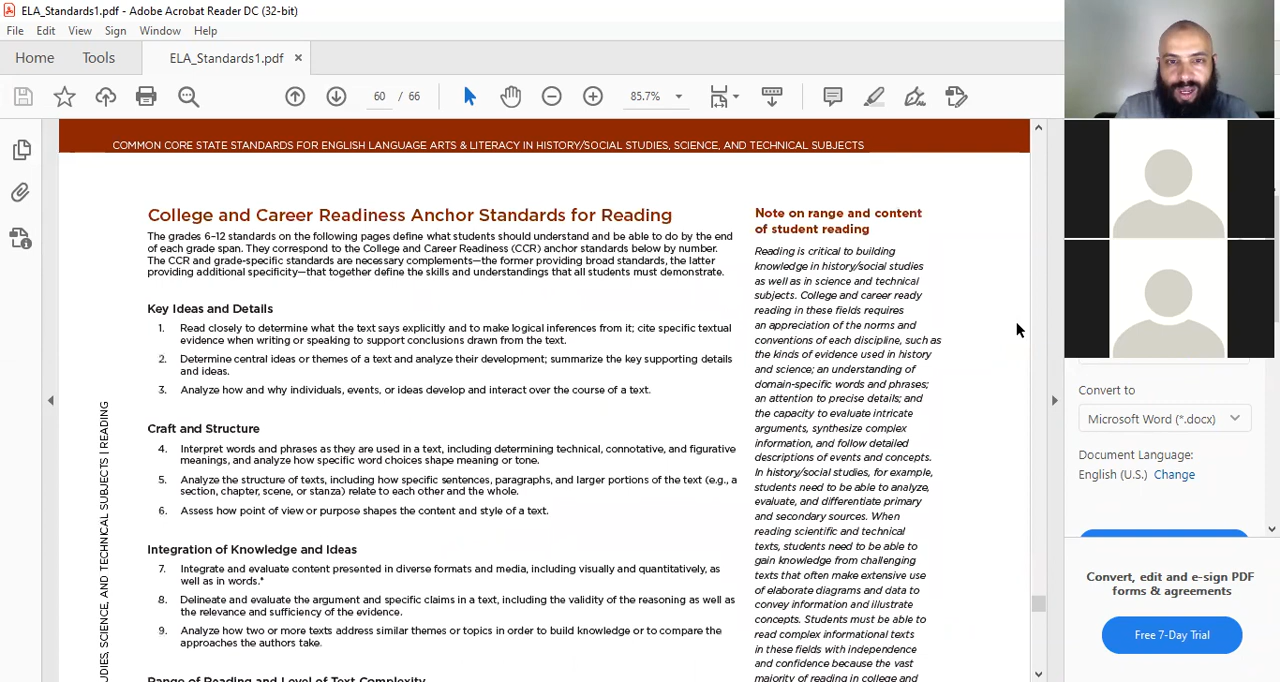 ELA_Standards1.pdf - Adobe Acrobat Reader DC (32-bit)
File Edit View Sign Window Help
Home Tools ELA_Standards1.pdf ×
60 / 66 85.7%
COMMON CORE STATE STANDARDS FOR ENGLISH LANGUAGE ARTS & LITERACY IN HISTORY/SOCIAL STUDIES, SCIENCE, AND TECHNICAL SUBJECTS
UDIES, SCIENCE, AND TECHNICAL SUBJECTS | READING
College and Career Readiness Anchor Standards for Reading
The grades 6–12 standards on the following pages define what students should understand and be able to do by the end
of each grade span. They correspond to the College and Career Readiness (CCR) anchor standards below by number.
The CCR and grade-specific standards are necessary complements—the former providing broad standards, the latter
providing additional specificity—that together define the skills and understandings that all students must demonstrate.
Key Ideas and Details
1. Read closely to determine what the text says explicitly and to make logical inferences from it; cite specific textual
evidence when writing or speaking to support conclusions drawn from the text.
2. Determine central ideas or themes of a text and analyze their development; summarize the key supporting details
and ideas.
3. Analyze how and why individuals, events, or ideas develop and interact over the course of a text.
Craft and Structure
4. Interpret words and phrases as they are used in a text, including determining technical, connotative, and figurative
meanings, and analyze how specific word choices shape meaning or tone.
5. Analyze the structure of texts, including how specific sentences, paragraphs, and larger portions of the text (e.g., a
section, chapter, scene, or stanza) relate to each other and the whole.
6. Assess how point of view or purpose shapes the content and style of a text.
Integration of Knowledge and Ideas
7. Integrate and evaluate content presented in diverse formats and media, including visually and quantitatively, as
well as in words.*
8. Delineate and evaluate the argument and specific claims in a text, including the validity of the reasoning as well as
the relevance and sufficiency of the evidence.
9. Analyze how two or more texts address similar themes or topics in order to build knowledge or to compare the
approaches the authors take.
Range of Reading and Level of Text Complexity
Note on range and content
of student reading
Reading is critical to building
knowledge in history/social studies
as well as in science and technical
subjects. College and career ready
reading in these fields requires
an appreciation of the norms and
conventions of each discipline, such as
the kinds of evidence used in history
and science; an understanding of
domain-specific words and phrases;
an attention to precise details; and
the capacity to evaluate intricate
arguments, synthesize complex
information, and follow detailed
descriptions of events and concepts.
In history/social studies, for example,
students need to be able to analyze,
evaluate, and differentiate primary
and secondary sources. When
reading scientific and technical
texts, students need to be able to
gain knowledge from challenging
texts that often make extensive use
of elaborate diagrams and data to
convey information and illustrate
concepts. Students must be able to
read complex informational texts
in these fields with independence
and confidence because the vast
majority of reading in college and
Convert to
Microsoft Word (*.docx)
Document Language:
English (U.S.) Change
Convert, edit and e-sign PDF
forms & agreements
Free 7-Day Trial